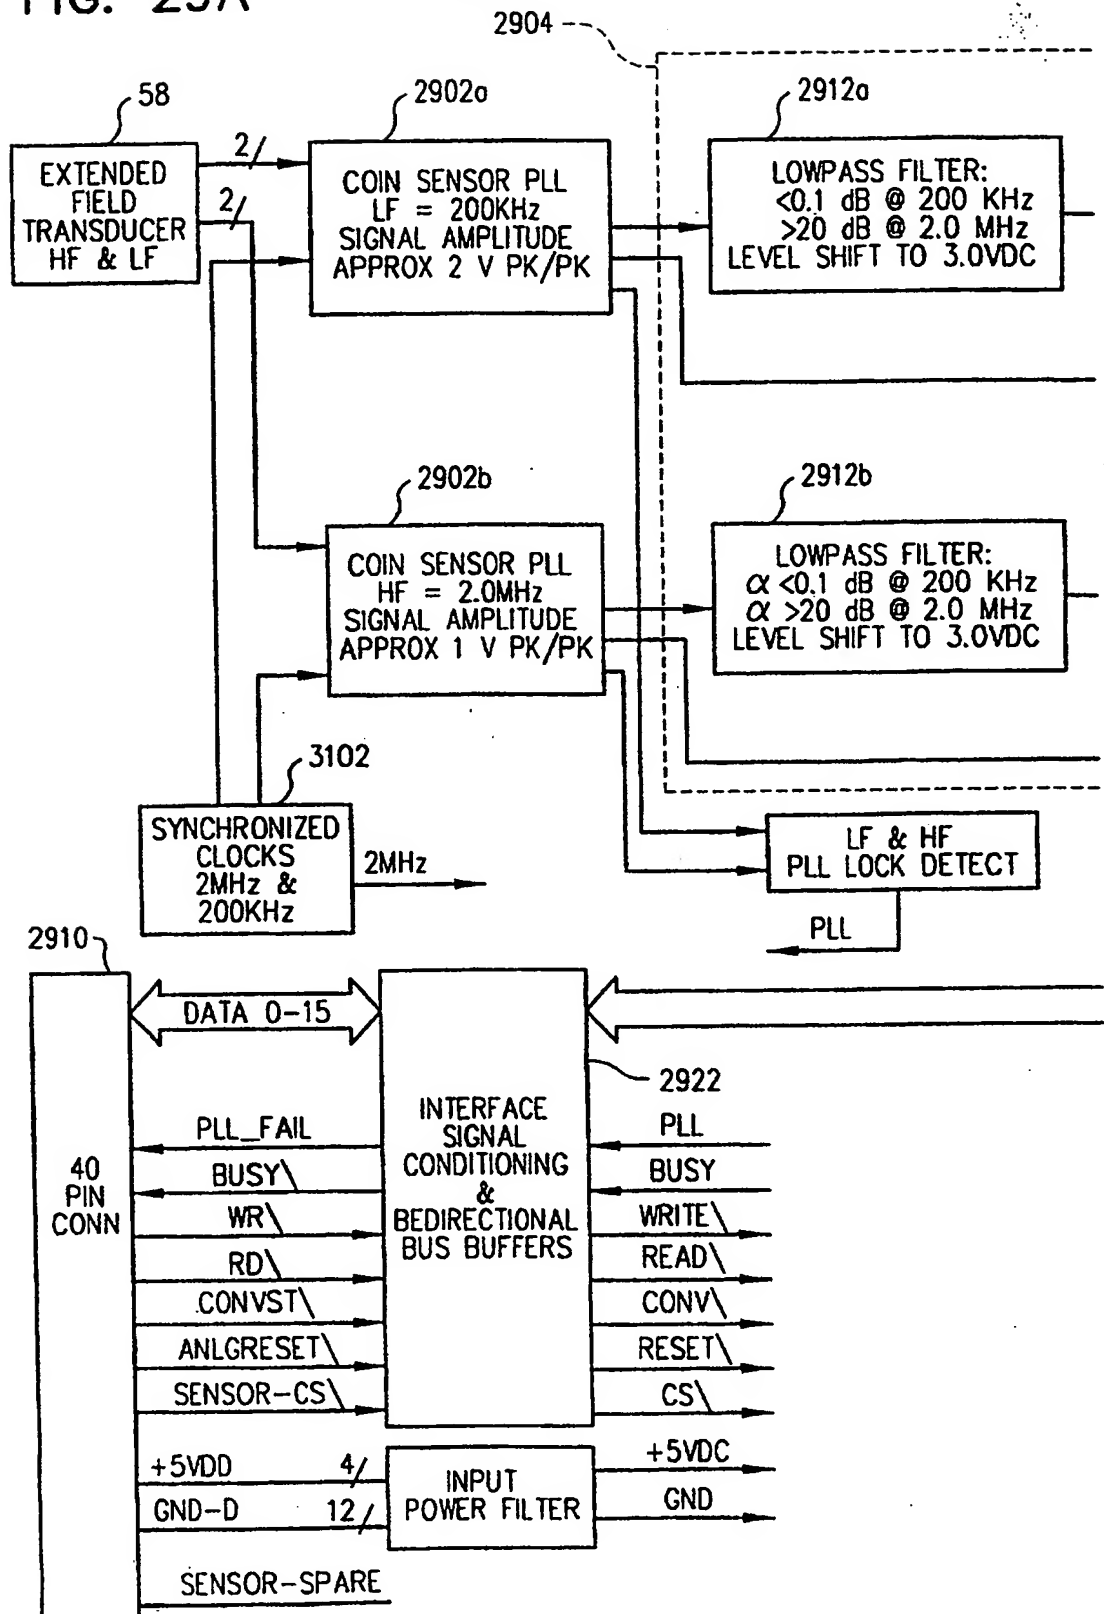 FIG. 29A
2904
58
2902a
2912a
EXTENDED
FIELD
TRANSDUCER
HF & LF
2/
2/
COIN SENSOR PLL
LF = 200KHz
SIGNAL AMPLITUDE
APPROX 2 V PK/PK
LOWPASS FILTER:
<0.1 dB @ 200 KHz
>20 dB @ 2.0 MHz
LEVEL SHIFT TO 3.0VDC
2902b
2912b
COIN SENSOR PLL
HF = 2.0MHz
SIGNAL AMPLITUDE
APPROX 1 V PK/PK
LOWPASS FILTER:
α <0.1 dB @ 200 KHz
α >20 dB @ 2.0 MHz
LEVEL SHIFT TO 3.0VDC
3102
SYNCHRONIZED
CLOCKS
2MHz &
200KHz
2MHz
LF & HF
PLL LOCK DETECT
PLL
2910
DATA 0-15
2922
40
PIN
CONN
INTERFACE
SIGNAL
CONDITIONING
&
BEDIRECTIONAL
BUS BUFFERS
PLL_FAIL
BUSY\
WR\
RD\
CONVST\
ANLGRESET\
SENSOR-CS\
PLL
BUSY
WRITE\
READ\
CONV\
RESET\
CS\
+5VDD 4/
GND-D 12/
INPUT
POWER FILTER
+5VDC
GND
SENSOR-SPARE